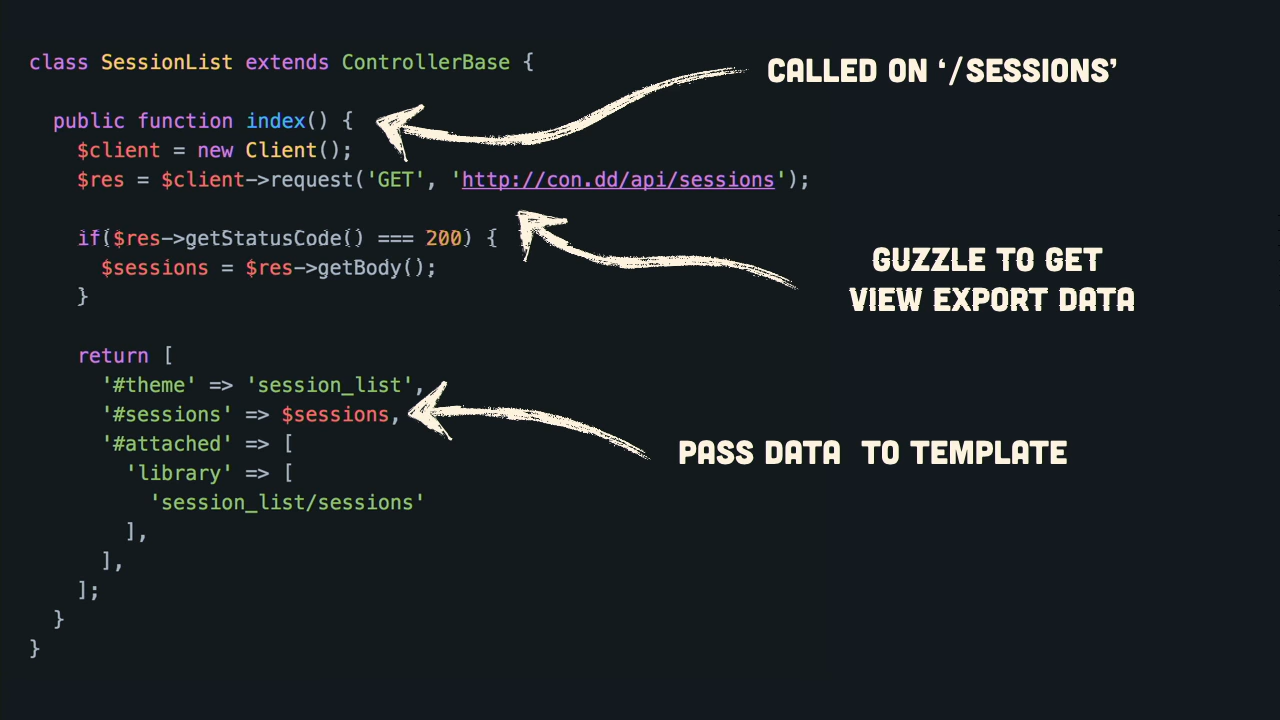 class SessionList extends ControllerBase {
CALLED ON ‘/SESSIONS’
public function index() {
$client = new Client();
$res = $client->request('GET', 'http://con.dd/api/sessions');
if($res->getStatusCode() === 200) {
$sessions = $res->getBody();
}
GUZZLE TO GET
VIEW EXPORT DATA
return [
'#theme' => 'session_list',
'#sessions' => $sessions,
'#attached' => [
PASS DATA TO TEMPLATE
'library' => [
'session_list/sessions'
],
],
];
}
}